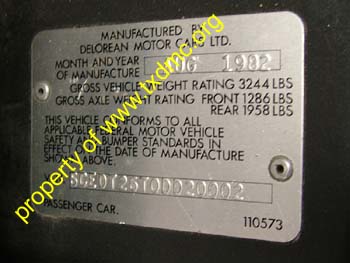 MANUFACTURED BY
DELOREAN MOTOR CARS LTD.
MONTH AND YEAR
OF MANUFACTURE AUG 1982
GROSS VEHICLE WEIGHT RATING 3244 LBS
GROSS AXLE WEIGHT RATING FRONT 1286 LBS
REAR 1958 LBS
THIS VEHICLE CONFORMS TO ALL
APPLICABLE FEDERAL MOTOR VEHICLE
SAFETY AND BUMPER STANDARDS IN
EFFECT ON THE DATE OF MANUFACTURE
SHOWN ABOVE.
PASSENGER CAR.
110573
property of www.txdmc.org